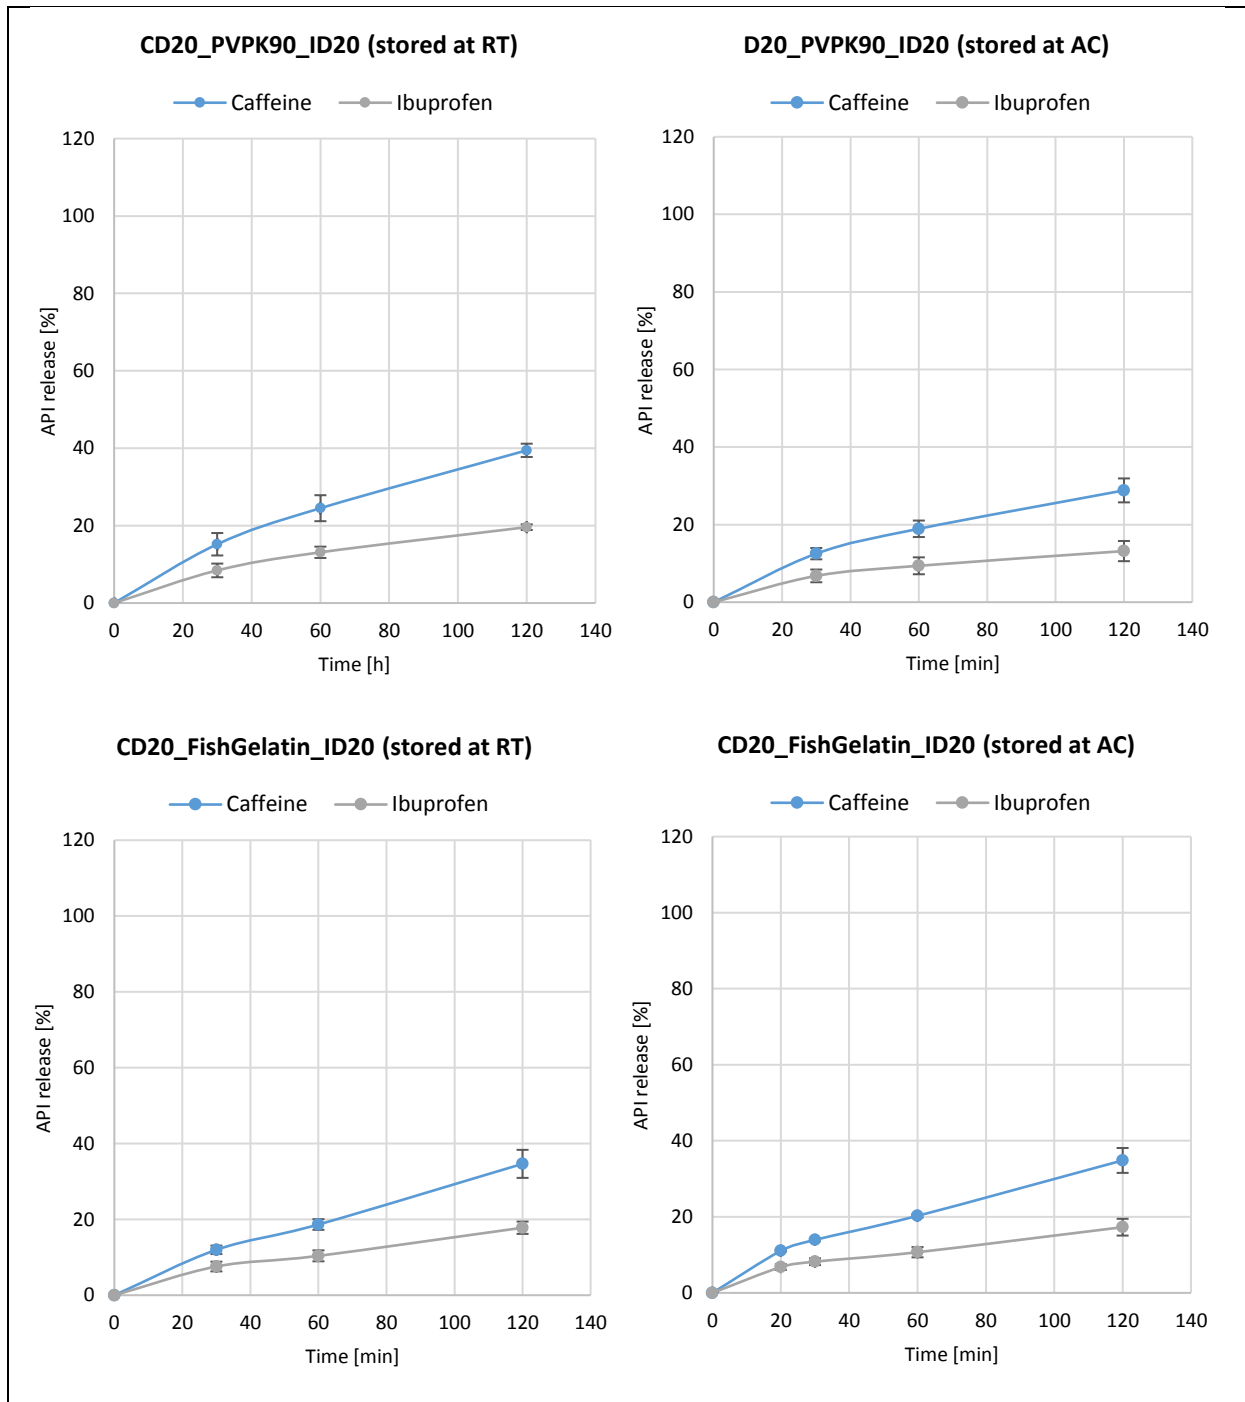 CD20_PVPK90_ID20 (stored at RT)
Caffeine Ibuprofen
120
100
80
60
40
20
0
API release [%]
0 20 40 60 80 100 120 140
Time [h]
D20_PVPK90_ID20 (stored at AC)
Caffeine Ibuprofen
120
100
80
60
40
20
0
API release [%]
0 20 40 60 80 100 120 140
Time [min]
CD20_FishGelatin_ID20 (stored at RT)
Caffeine Ibuprofen
120
100
80
60
40
20
0
API release [%]
0 20 40 60 80 100 120 140
Time [min]
CD20_FishGelatin_ID20 (stored at AC)
Caffeine Ibuprofen
120
100
80
60
40
20
0
API release [%]
0 20 40 60 80 100 120 140
Time [min]